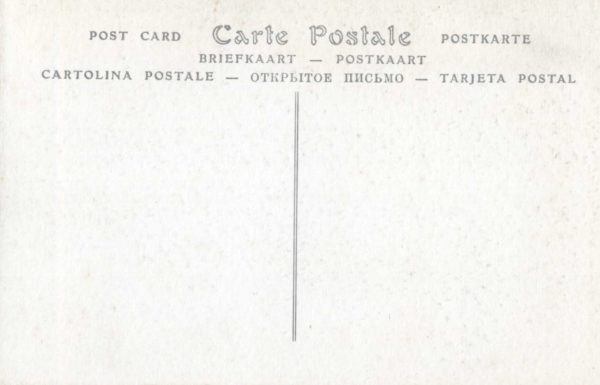 POST CARD Carte Postale POSTKARTE
BRIEFKAART — POSTKAART
CARTOLINA POSTALE — ОТКРЫТОЕ ПИСЬМО — TARJETA POSTAL